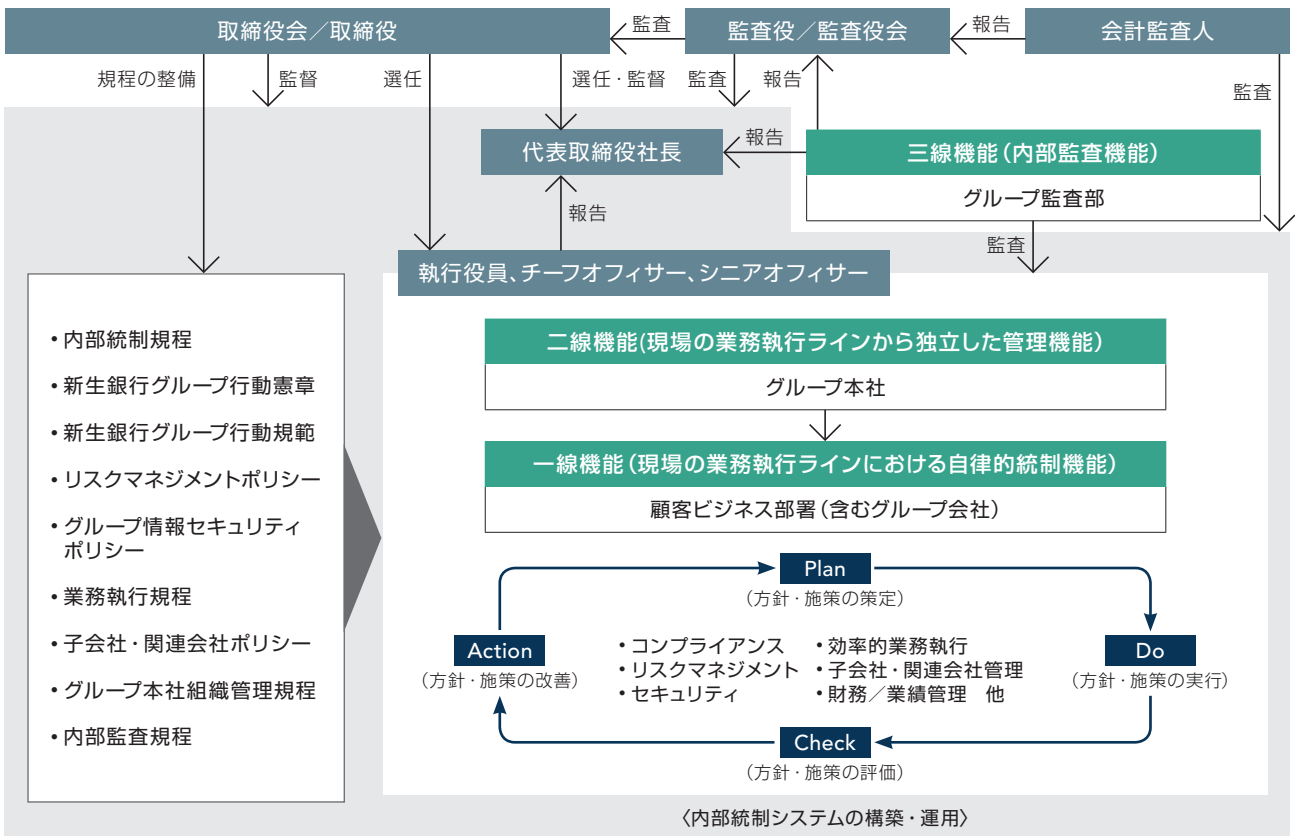 取締役会／取締役
監査
監査役／監査役会
報告
会計監査人
規程の整備
監督
選任
選任・監督
監査
報告
監査
代表取締役社長
報告
三線機能(内部監査機能)
グループ監査部
報告
監査
執行役員、チーフオフィサー、シニアオフィサー
・内部統制規程
・新生銀行グループ行動憲章
・新生銀行グループ行動規範
・リスクマネジメントポリシー
・グループ情報セキュリティ
ポリシー
・業務執行規程
・子会社・関連会社ポリシー
・グループ本社組織管理規程
・内部監査規程
二線機能(現場の業務執行ラインから独立した管理機能)
グループ本社
一線機能(現場の業務執行ラインにおける自律的統制機能)
顧客ビジネス部署(含むグループ会社)
Plan
(方針・施策の策定)
Action
(方針・施策の改善)
・コンプライアンス
・リスクマネジメント
・セキュリティ
・効率的業務執行
・子会社・関連会社管理
・財務／業績管理　他
Do
(方針・施策の実行)
Check
(方針・施策の評価)
〈内部統制システムの構築・運用〉